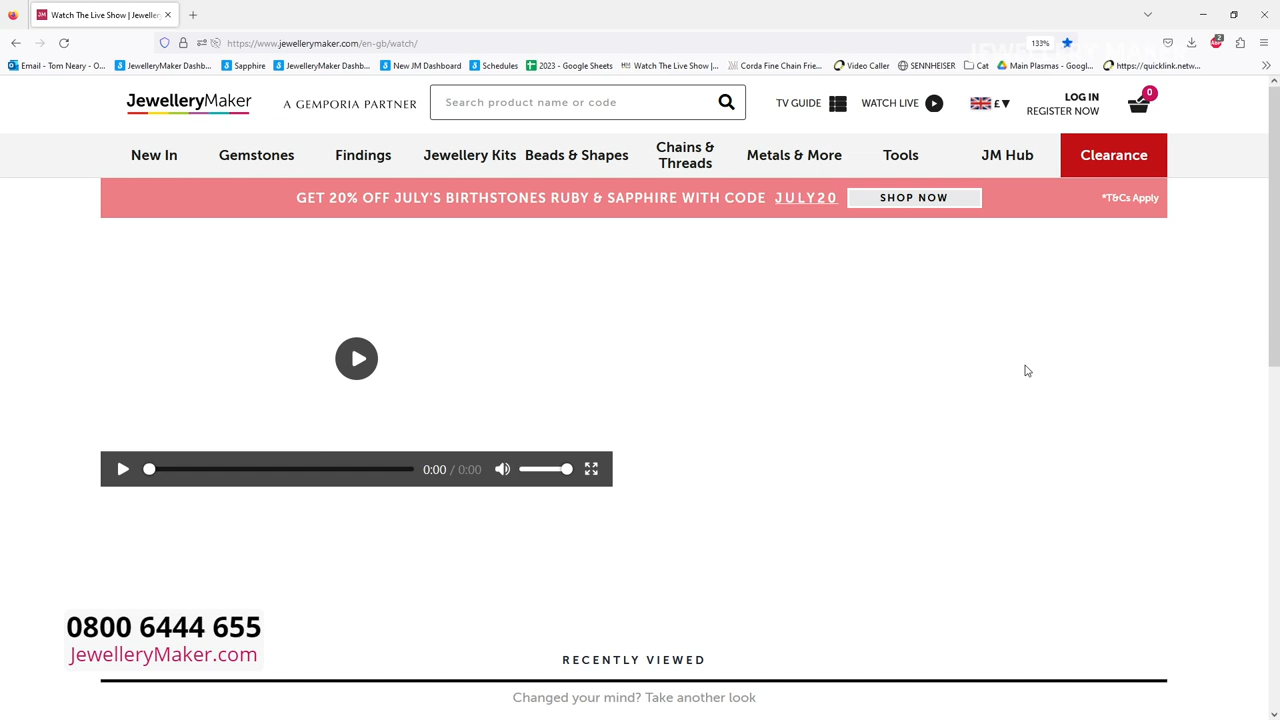 Watch The Live Show | Jeweller
https://www.jewellerymaker.com/en-gb/watch/
133%
2
Email - Tom Neary - O...
JewelleryMaker Dashb...
Sapphire
JewelleryMaker Dashb...
New JM Dashboard
Schedules
2023 - Google Sheets
Watch The Live Show |...
Corda Fine Chain Frie...
Video Caller
SENNHEISER
Cat
Main Plasmas - Googl...
https://quicklink.netw...
JewelleryMaker
A GEMPORIA PARTNER
Search product name or code
TV GUIDE
WATCH LIVE
£▼
LOG IN
REGISTER NOW
0
New In
Gemstones
Findings
Jewellery Kits
Beads & Shapes
Chains &
Threads
Metals & More
Tools
JM Hub
Clearance
GET 20% OFF JULY'S BIRTHSTONES RUBY & SAPPHIRE WITH CODE JULY20
SHOP NOW
*T&Cs Apply
0:00 / 0:00
0800 6444 655
JewelleryMaker.com
RECENTLY VIEWED
Changed your mind? Take another look